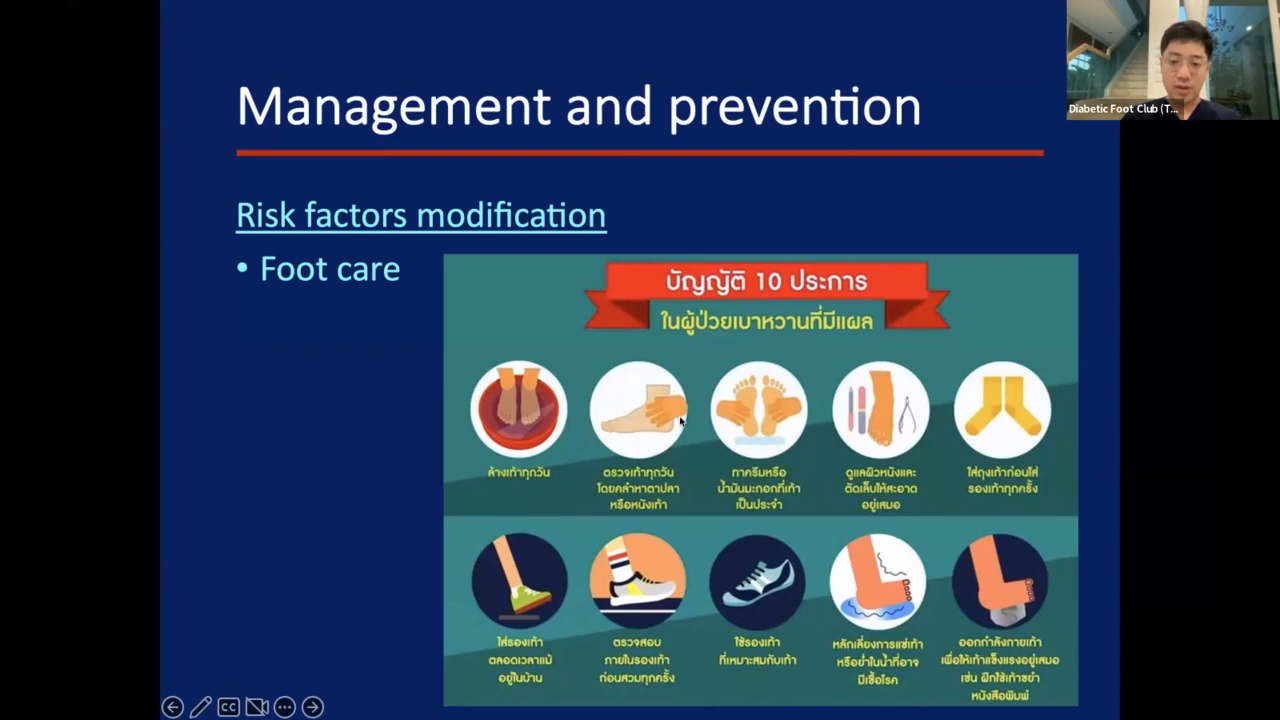 Management and prevention
Diabetic Foot Club (T...
Risk factors modification
• Foot care
บัญญัติ 10 ประการ
ในผู้ป่วยเบาหวานที่มีแผล
ล้างเท้าทุกวัน
ตรวจเท้าทุกวัน
โดยคลำหาตาปลา
หรือหนังเท้า
ทาครีมหรือ
น้ำมันมะกอกที่เท้า
เป็นประจำ
ดูแลผิวหนังและ
ตัดเล็บให้สะอาด
อยู่เสมอ
ใส่ถุงเท้าก่อนใส่
รองเท้าทุกครั้ง
ใส่รองเท้า
ตลอดเวลาแม้
อยู่ในบ้าน
ตรวจสอบ
ภายในรองเท้า
ก่อนสวมทุกครั้ง
ใช้รองเท้า
ที่เหมาะสมกับเท้า
หลีกเลี่ยงการแช่เท้า
หรือย่ำในน้ำที่อาจ
มีเชื้อโรค
ออกกำลังกายเท้า
เพื่อให้เท้าแข็งแรงอยู่เสมอ
เช่น ฝึกใช้เท้าขยำ
หนังสือพิมพ์
CC